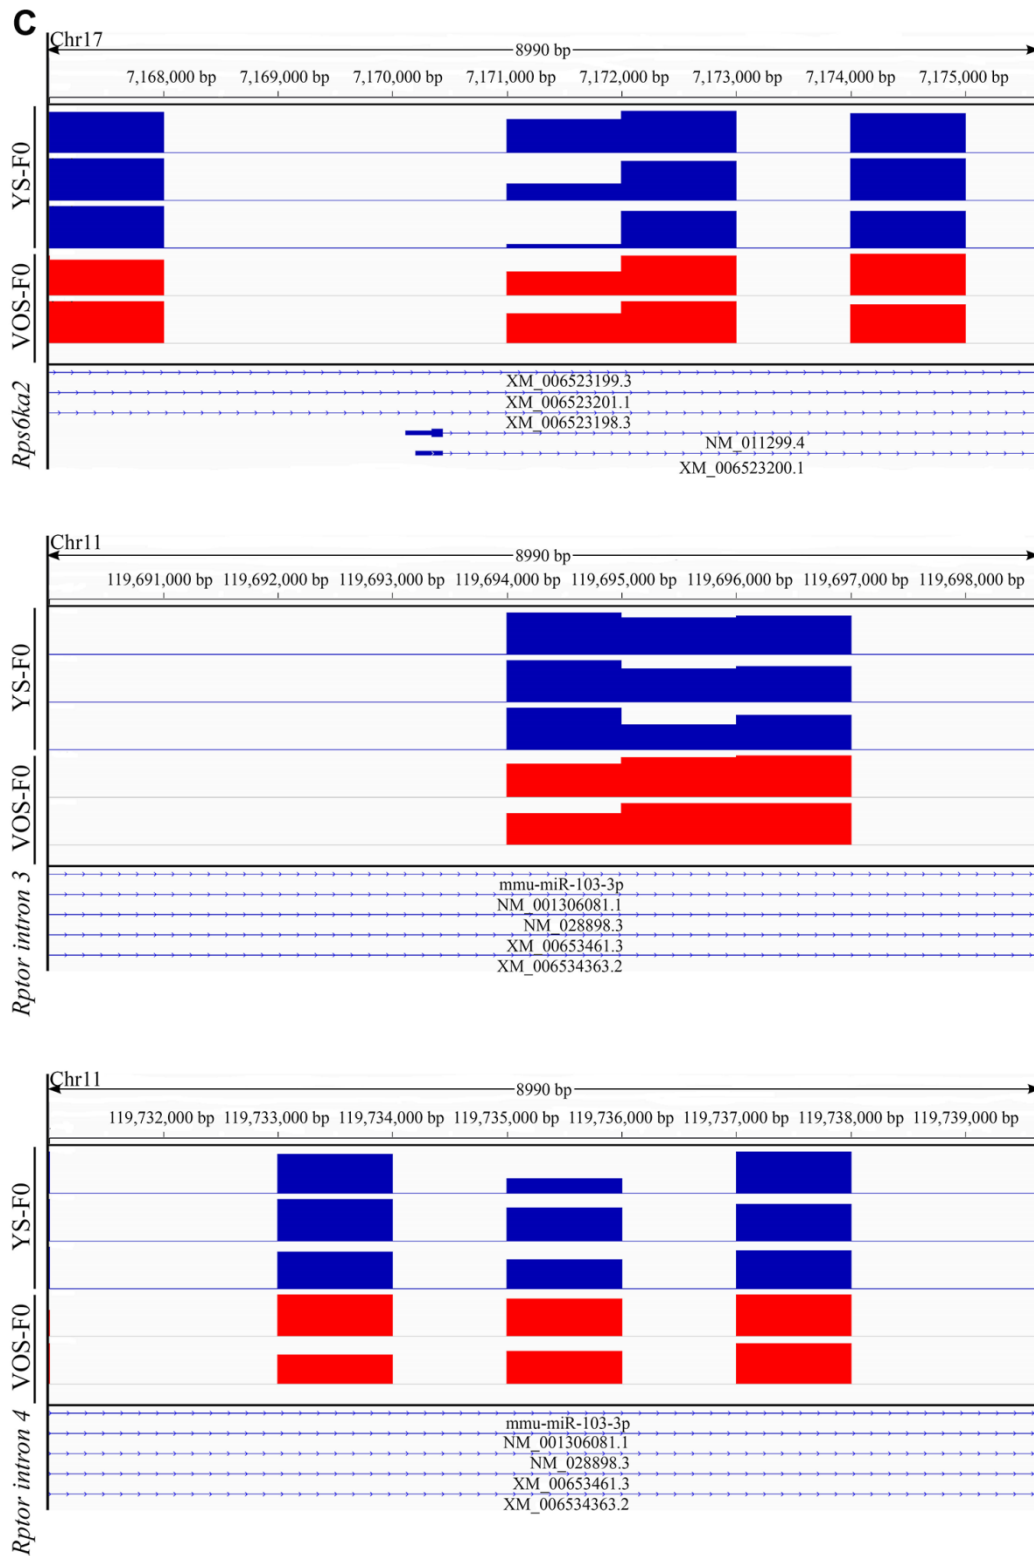 C
Chr17
8990 bp
7,168,000 bp 7,169,000 bp 7,170,000 bp 7,171,000 bp 7,172,000 bp 7,173,000 bp 7,174,000 bp 7,175,000 bp
YS-F0
VOS-F0
Rps6ka2
XM_006523199.3
XM_006523201.1
XM_006523198.3
NM_011299.4
XM_006523200.1
Chr11
8990 bp
119,691,000 bp 119,692,000 bp 119,693,000 bp 119,694,000 bp 119,695,000 bp 119,696,000 bp 119,697,000 bp 119,698,000 bp
YS-F0
VOS-F0
Rptor intron 3
mmu-miR-103-3p
NM_001306081.1
NM_028898.3
XM_00653461.3
XM_006534363.2
Chr11
8990 bp
119,732,000 bp 119,733,000 bp 119,734,000 bp 119,735,000 bp 119,736,000 bp 119,737,000 bp 119,738,000 bp 119,739,000 bp
YS-F0
VOS-F0
Rptor intron 4
mmu-miR-103-3p
NM_001306081.1
NM_028898.3
XM_00653461.3
XM_006534363.2